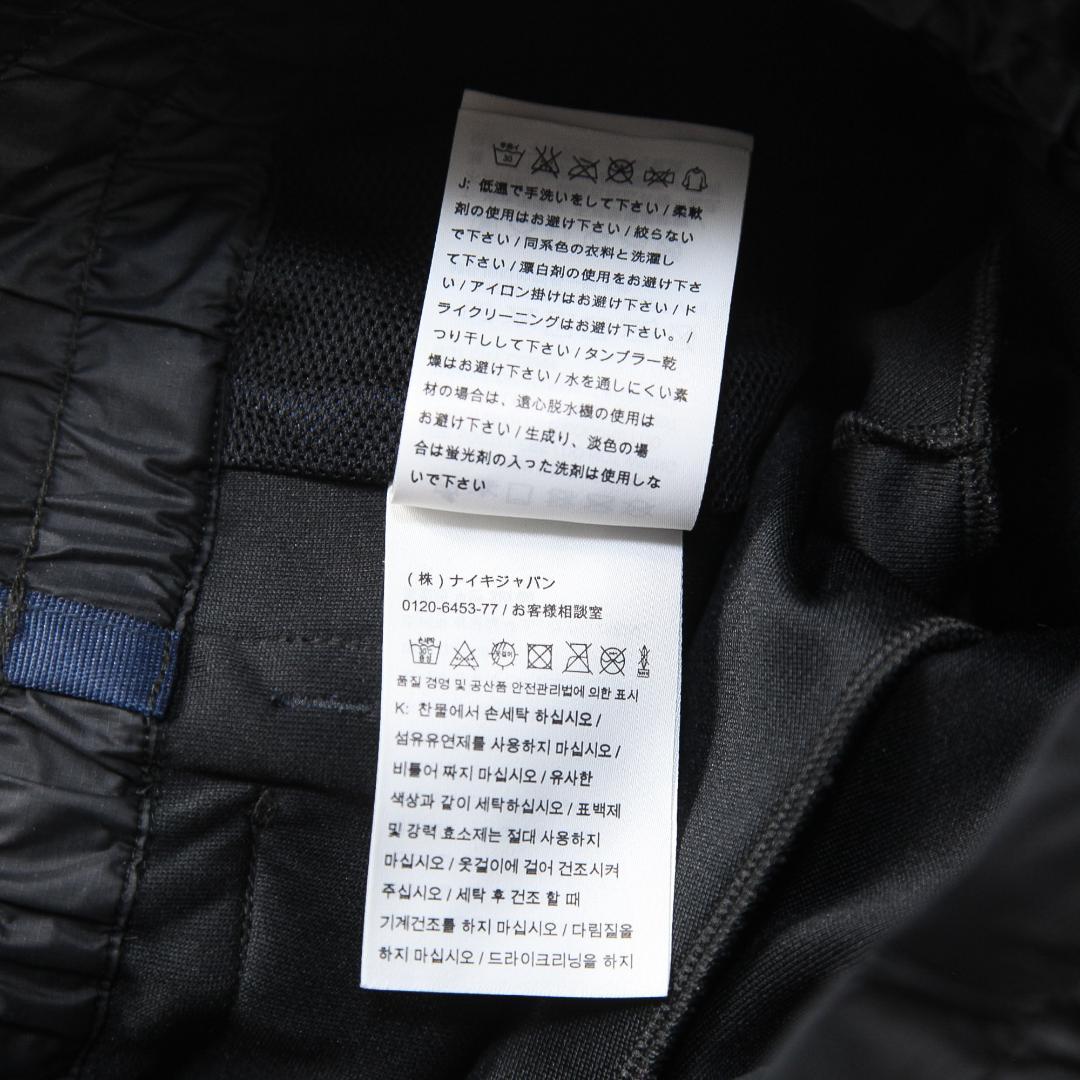 手洗イ
30
J: 低温で手洗いをして下さい / 柔軟
剤の使用はお避け下さい / 絞らない
で下さい / 同系色の衣料と洗濯し
て下さい / 漂白剤の使用をお避け下さ
い / アイロン掛けはお避け下さい / ド
ライクリーニングはお避け下さい。 /
つり干しして下さい / タンブラー乾
燥はお避け下さい / 水を通しにくい素
材の場合は、遠心脱水機の使用は
お避け下さい / 生成り、淡色の場
合は蛍光剤の入った洗剤は使用しな
いで下さい
( 株 ) ナイキジャパン
0120-6453-77 / お客様相談室
손세탁
30℃
중성
옷걸이
품질 경영 및 공산품 안전관리법에 의한 표시
K: 찬물에서 손세탁 하십시오 /
섬유유연제를 사용하지 마십시오 /
비틀어 짜지 마십시오 / 유사한
색상과 같이 세탁하십시오 / 표백제
및 강력 효소제는 절대 사용하지
마십시오 / 옷걸이에 걸어 건조시켜
주십시오 / 세탁 후 건조 할 때
기계건조를 하지 마십시오 / 다림질을
하지 마십시오 / 드라이크리닝을 하지